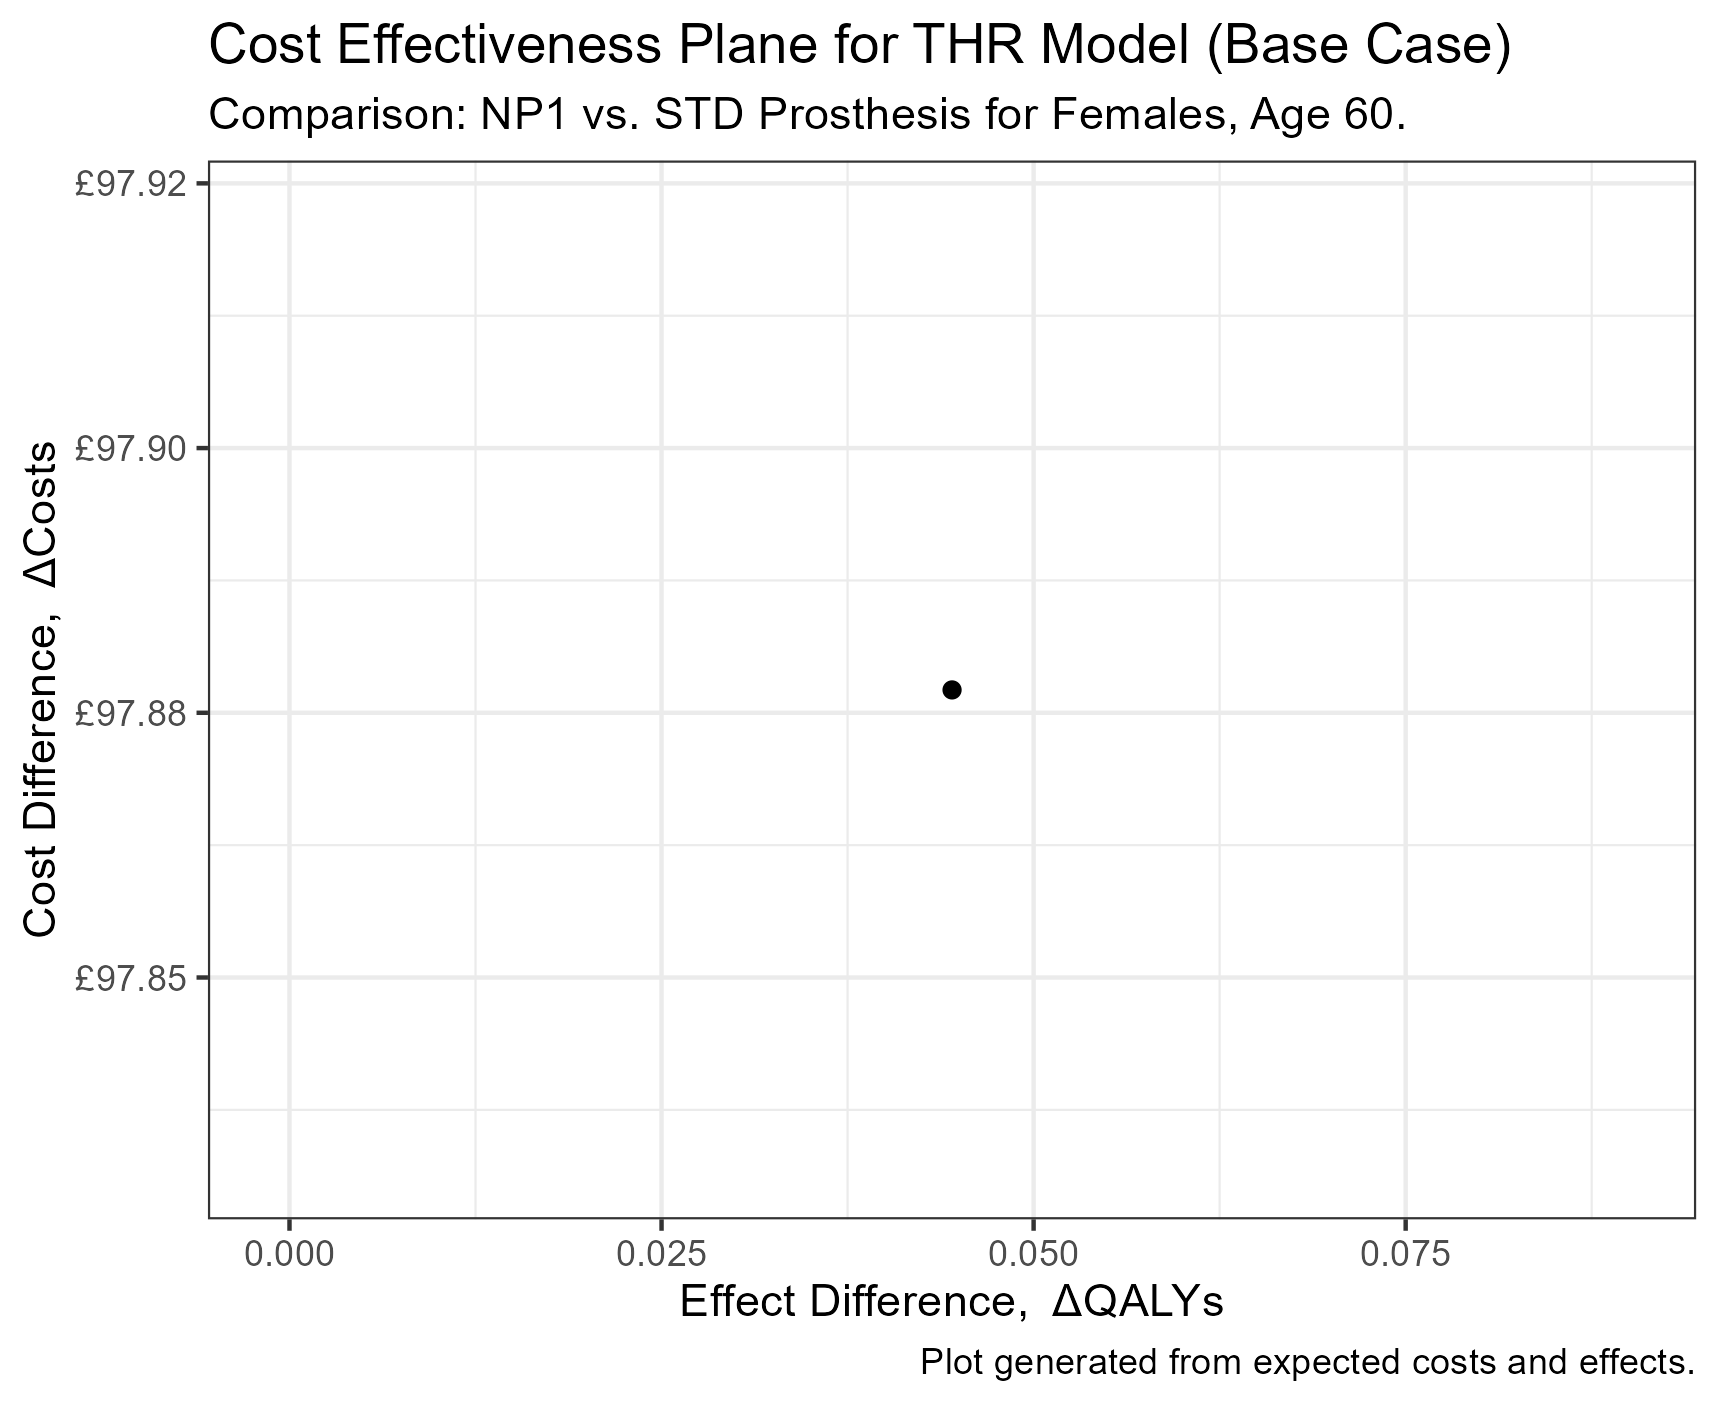 Cost Effectiveness Plane for THR Model (Base Case)
Comparison: NP1 vs. STD Prosthesis for Females, Age 60.
£97.92
£97.90
£97.88
£97.85
Cost Difference,  ΔCosts
0.000
0.025
0.050
0.075
Effect Difference,  ΔQALYs
Plot generated from expected costs and effects.